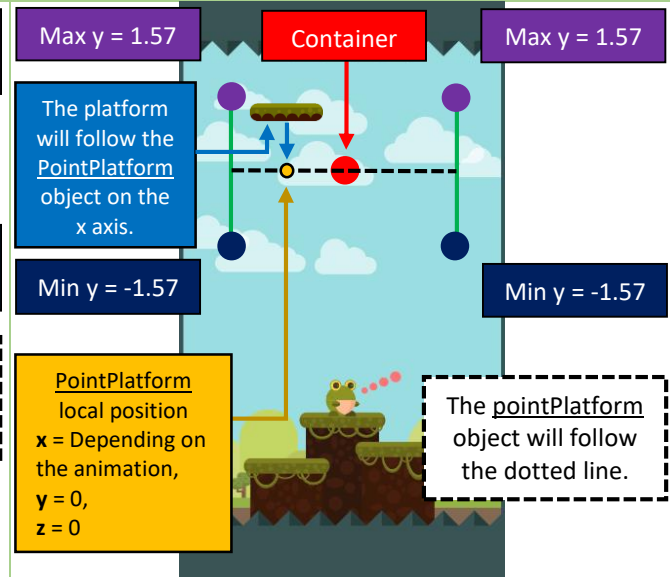 Max y = 1.57
Container
Max y = 1.57
The platform
will follow the
PointPlatform
object on the
x axis.
Min y = -1.57
Min y = -1.57
PointPlatform
local position
x = Depending on
the animation,
y = 0,
z = 0
The pointPlatform
object will follow
the dotted line.